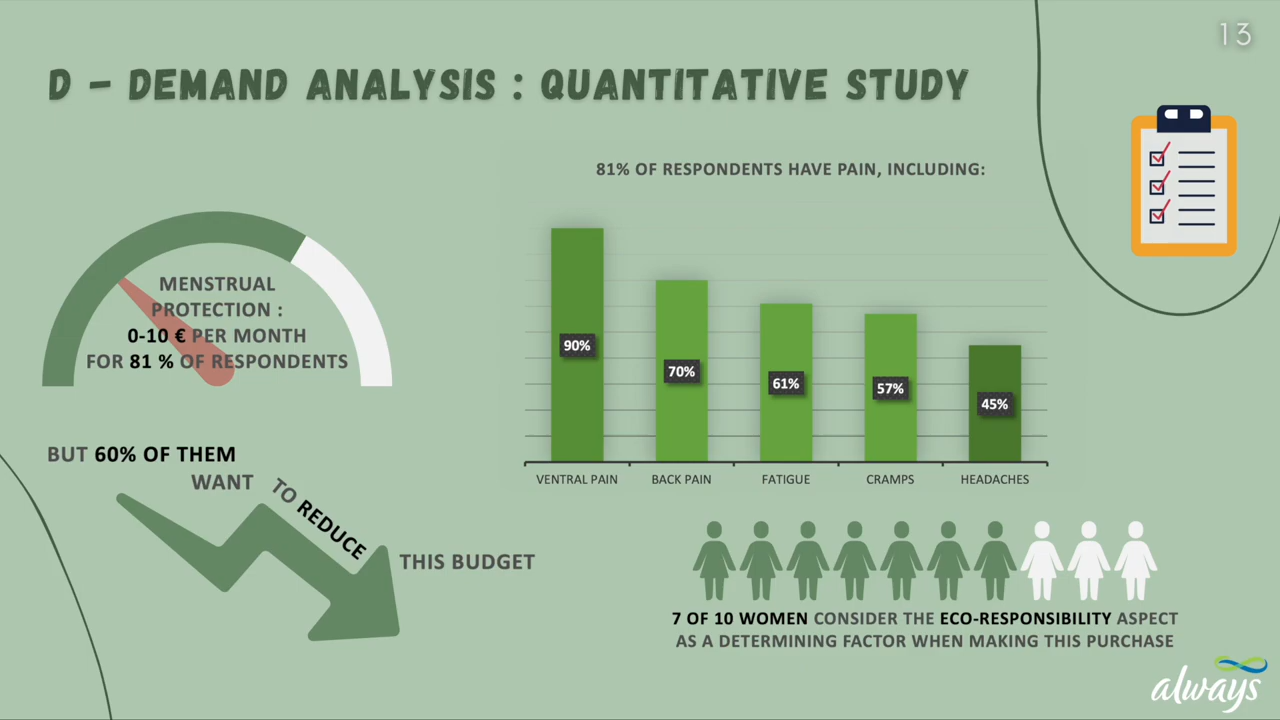 13
D – DEMAND ANALYSIS : QUANTITATIVE STUDY
81% OF RESPONDENTS HAVE PAIN, INCLUDING:
MENSTRUAL
PROTECTION :
0-10 € PER MONTH
FOR 81 % OF RESPONDENTS
BUT 60% OF THEM
WANT TO REDUCE
THIS BUDGET
90%
70%
61%
57%
45%
VENTRAL PAIN BACK PAIN FATIGUE CRAMPS HEADACHES
7 OF 10 WOMEN CONSIDER THE ECO-RESPONSIBILITY ASPECT
AS A DETERMINING FACTOR WHEN MAKING THIS PURCHASE
always